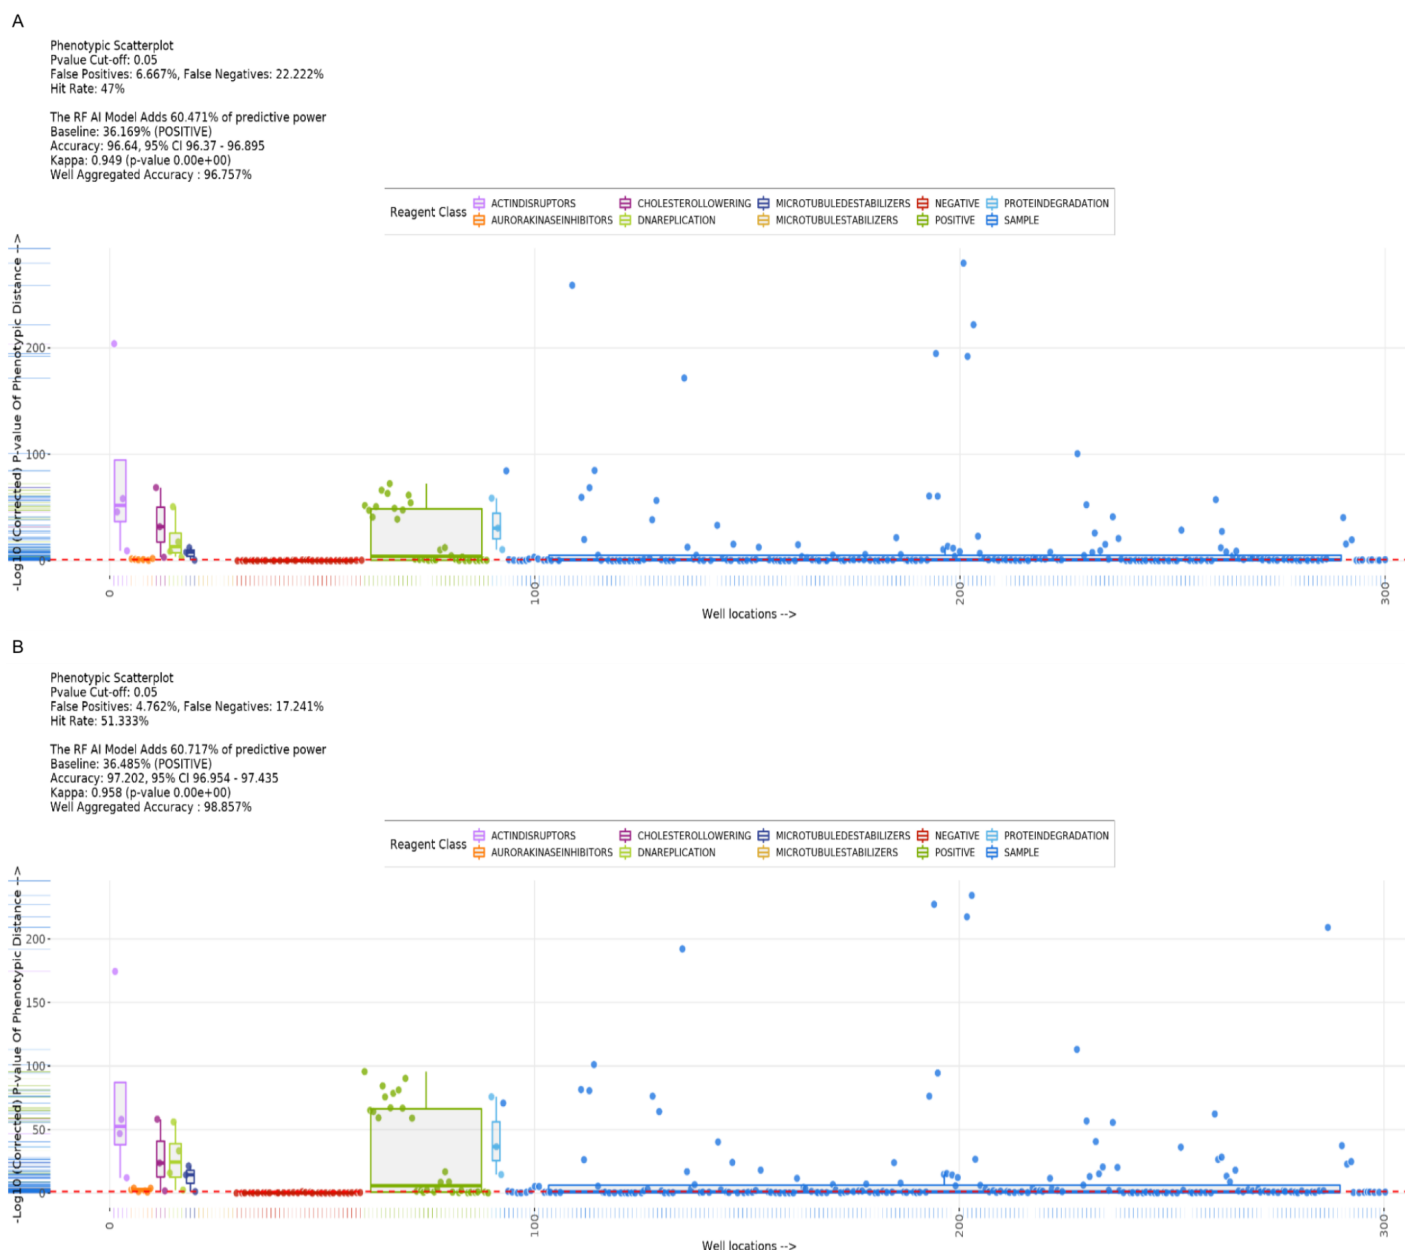 A
Phenotypic Scatterplot
Pvalue Cut-off: 0.05
False Positives: 6.667%, False Negatives: 22.222%
Hit Rate: 47%
The RF AI Model Adds 60.471% of predictive power
Baseline: 36.169% (POSITIVE)
Accuracy: 96.64, 95% CI 96.37 - 96.895
Kappa: 0.949 (p-value 0.00e+00)
Well Aggregated Accuracy : 96.757%
Reagent Class
ACTINDISRUPTORS CHOLESTEROLLOWERING MICROTUBULEDESTABILIZERS NEGATIVE PROTEINDEGRADATION
AURORAKINASEINHIBITORS DNAREPLICATION MICROTUBULESTABILIZERS POSITIVE SAMPLE
-Log10 (Corrected) P-value Of Phenotypic Distance -->
200
100
0
0 100 200 300
Well locations -->
B
Phenotypic Scatterplot
Pvalue Cut-off: 0.05
False Positives: 4.762%, False Negatives: 17.241%
Hit Rate: 51.333%
The RF AI Model Adds 60.717% of predictive power
Baseline: 36.485% (POSITIVE)
Accuracy: 97.202, 95% CI 96.954 - 97.435
Kappa: 0.958 (p-value 0.00e+00)
Well Aggregated Accuracy : 98.857%
Reagent Class
ACTINDISRUPTORS CHOLESTEROLLOWERING MICROTUBULEDESTABILIZERS NEGATIVE PROTEINDEGRADATION
AURORAKINASEINHIBITORS DNAREPLICATION MICROTUBULESTABILIZERS POSITIVE SAMPLE
-Log10 (Corrected) P-value Of Phenotypic Distance -->
200
150
100
50
0
0 100 200 300
Well locations -->